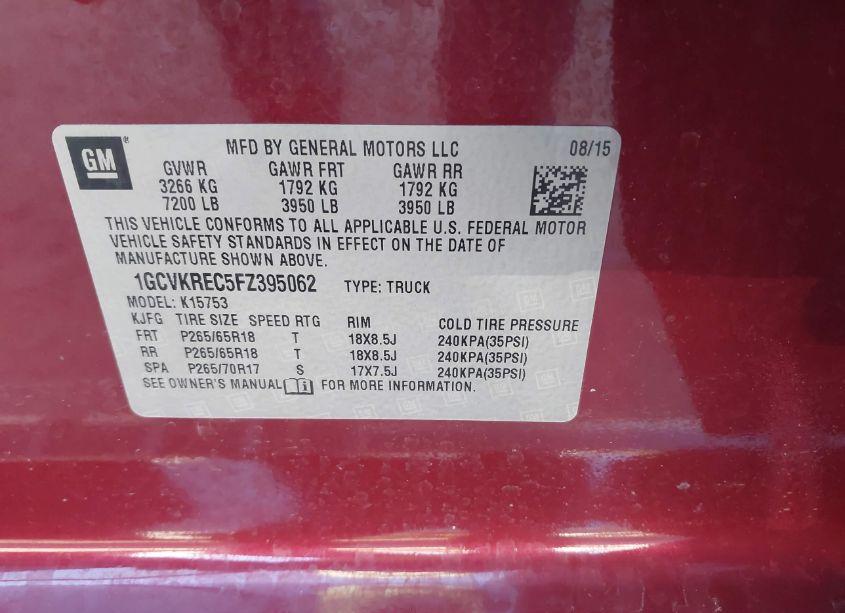 GM ® MFD BY GENERAL MOTORS LLC 08/15
GVWR GAWR FRT GAWR RR
3266 KG 1792 KG 1792 KG
7200 LB 3950 LB 3950 LB
THIS VEHICLE CONFORMS TO ALL APPLICABLE U.S. FEDERAL MOTOR
VEHICLE SAFETY STANDARDS IN EFFECT ON THE DATE OF
MANUFACTURE SHOWN ABOVE.
1GCVKREC5FZ395062 TYPE: TRUCK
MODEL: K15753
KJFG TIRE SIZE SPEED RTG RIM COLD TIRE PRESSURE
FRT P265/65R18 T 18X8.5J 240KPA(35PSI)
RR P265/65R18 T 18X8.5J 240KPA(35PSI)
SPA P265/70R17 S 17X7.5J 240KPA(35PSI)
SEE OWNER'S MANUAL FOR MORE INFORMATION.